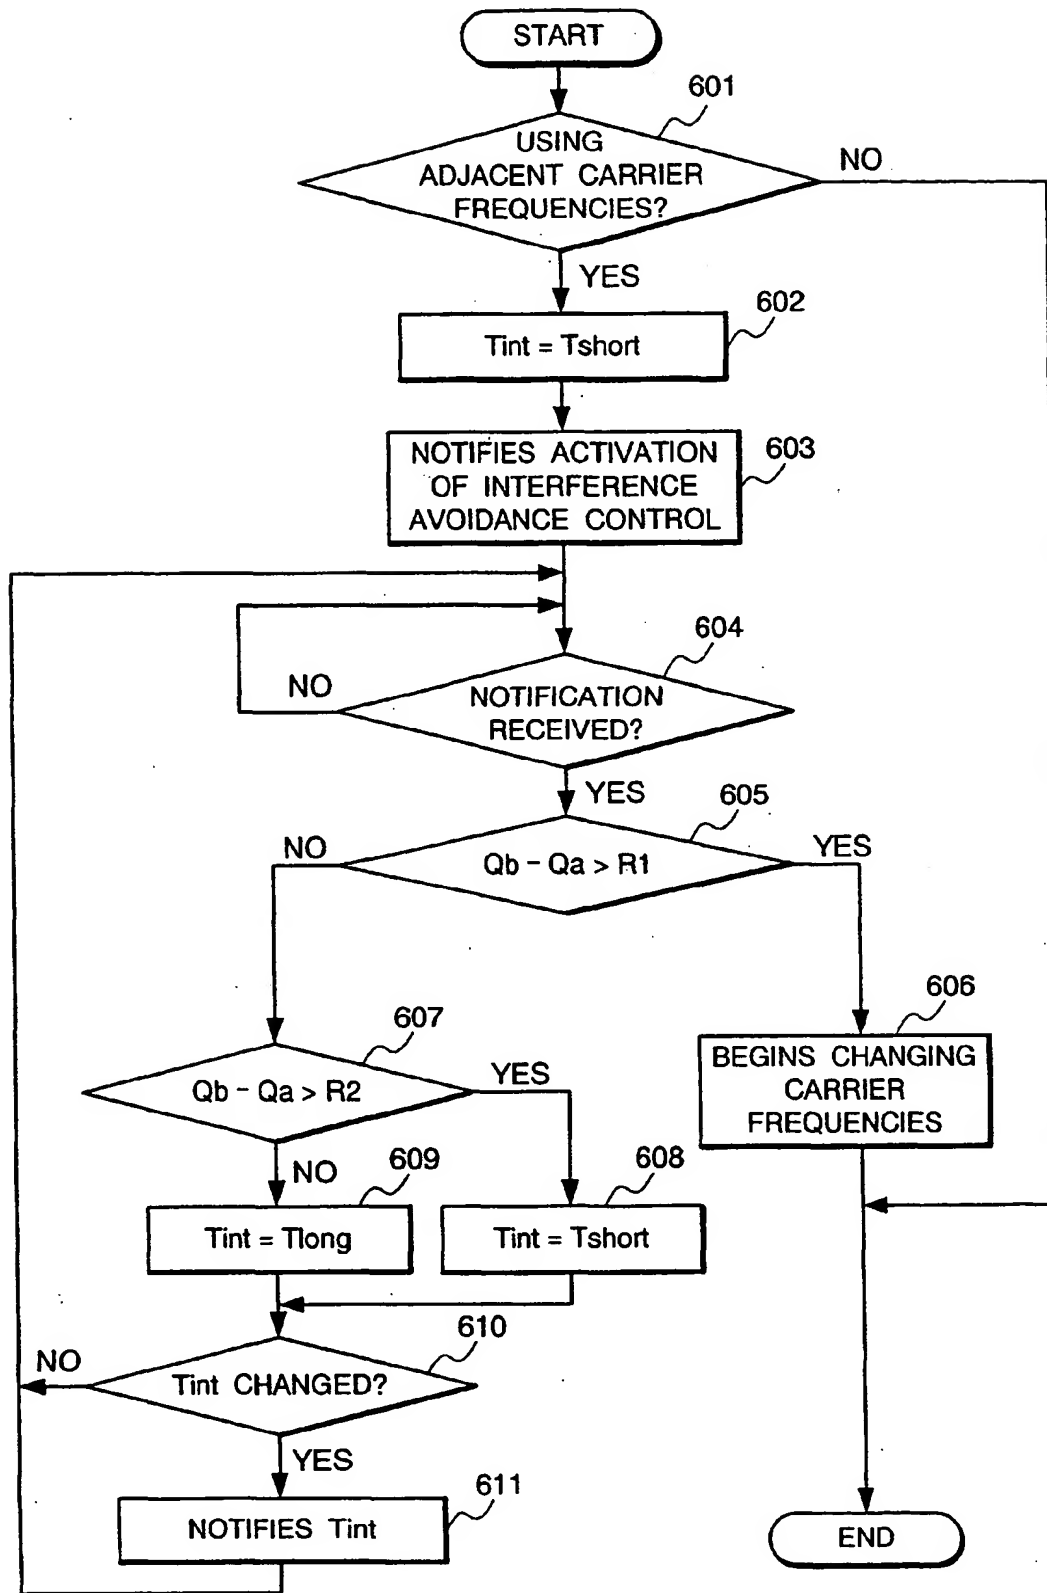 START
601
USING
ADJACENT CARRIER
FREQUENCIES?
NO
YES
602
Tint = Tshort
603
NOTIFIES ACTIVATION
OF INTERFERENCE
AVOIDANCE CONTROL
604
NO
NOTIFICATION
RECEIVED?
YES
605
NO
Qb - Qa > R1
YES
606
BEGINS CHANGING
CARRIER
FREQUENCIES
607
Qb - Qa > R2
YES
NO
609
608
Tint = Tlong
Tint = Tshort
610
NO
Tint CHANGED?
YES
611
NOTIFIES Tint
END